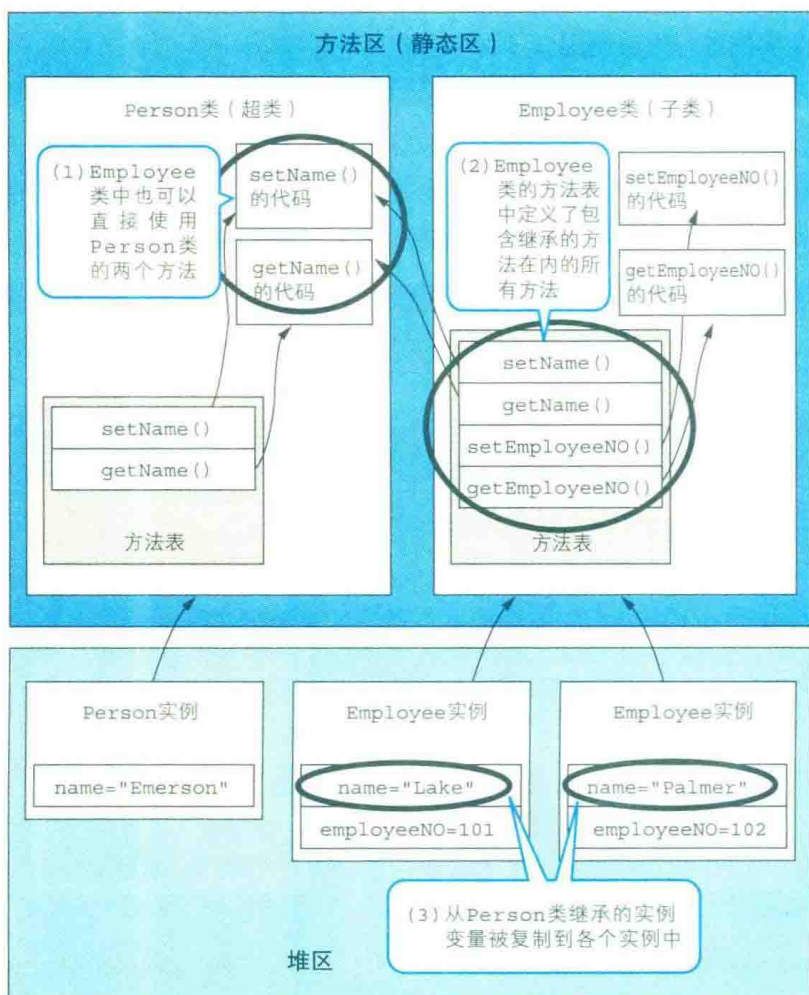 方法区（静态区）
Person类（超类）
(1)Employee
类中也可以
直接使用
Person类
的两个方法
setName()
的代码
getName()
的代码
setName()
getName()
方法表
Employee类（子类）
(2)Employee
类的方法表
中定义了包
含继承的方
法在内的所
有方法
setEmployeeNO()
的代码
getEmployeeNO()
的代码
setName()
getName()
setEmployeeNO()
getEmployeeNO()
方法表
Person实例
name="Emerson"
Employee实例
name="Lake"
employeeNO=101
Employee实例
name="Palmer"
employeeNO=102
(3)从Person类继承的实例
变量被复制到各个实例中
堆区